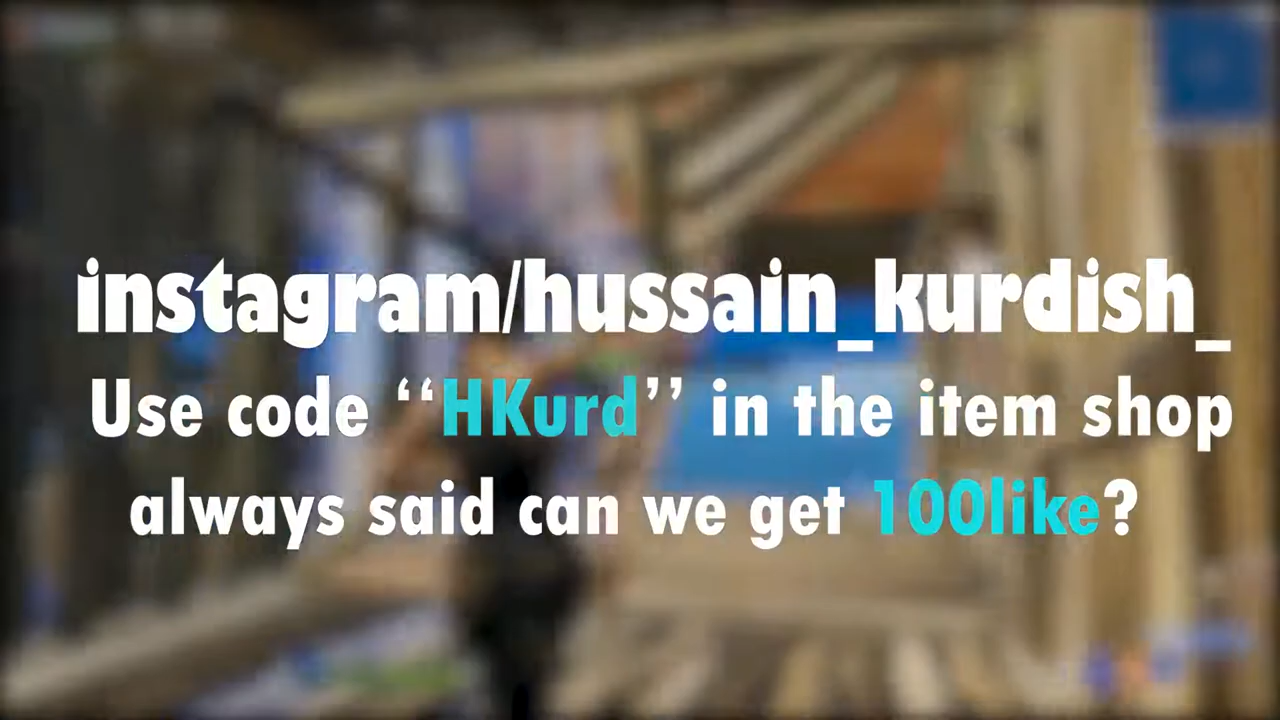 instagram/hussain_kurdish_
Use code ‘‘HKurd’’ in the item shop
always said can we get 100like?